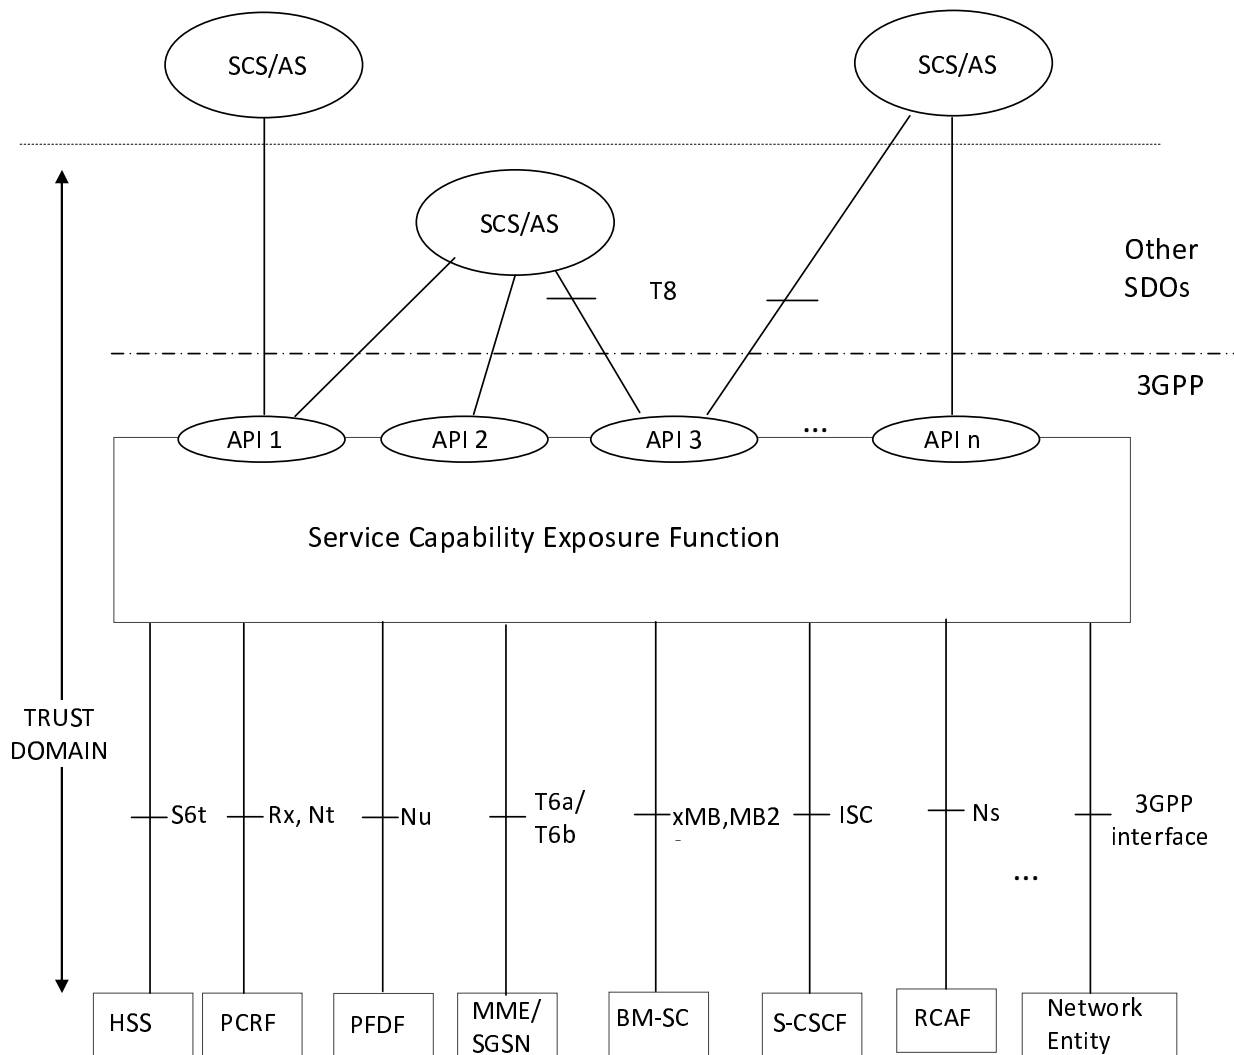 SCS/AS
SCS/AS
SCS/AS
Other
SDOs
T8
3GPP
API 1
API 2
API 3
...
API n
Service Capability Exposure Function
TRUST
DOMAIN
S6t
Rx, Nt
Nu
T6a/
T6b
xMB,MB2
ISC
Ns
3GPP
interface
...
HSS
PCRF
PFDF
MME/
SGSN
BM-SC
S-CSCF
RCAF
Network
Entity